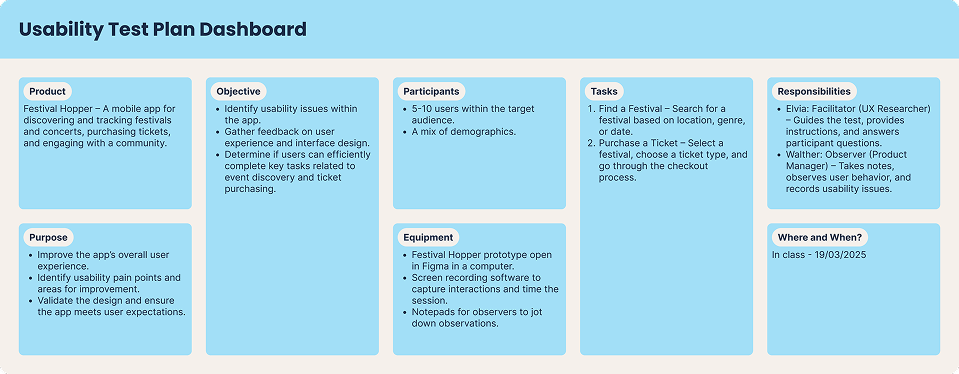 Usability Test Plan Dashboard
Product
Festival Hopper – A mobile app for
discovering and tracking festivals
and concerts, purchasing tickets,
and engaging with a community.
Purpose
• Improve the app's overall user
experience.
• Identify usability pain points and
areas for improvement.
• Validate the design and ensure
the app meets user expectations.
Objective
• Identify usability issues within
the app.
• Gather feedback on user
experience and interface design.
• Determine if users can efficiently
complete key tasks related to
event discovery and ticket
purchasing.
Participants
• 5-10 users within the target
audience.
• A mix of demographics.
Equipment
• Festival Hopper prototype open
in Figma in a computer.
• Screen recording software to
capture interactions and time the
session.
• Notepads for observers to jot
down observations.
Tasks
1. Find a Festival – Search for a
festival based on location, genre,
or date.
2. Purchase a Ticket – Select a
festival, choose a ticket type, and
go through the checkout
process.
Responsibilities
• Elvia: Facilitator (UX Researcher)
– Guides the test, provides
instructions, and answers
participant questions.
• Walther: Observer (Product
Manager) – Takes notes,
observes user behavior, and
records usability issues.
Where and When?
In class - 19/03/2025